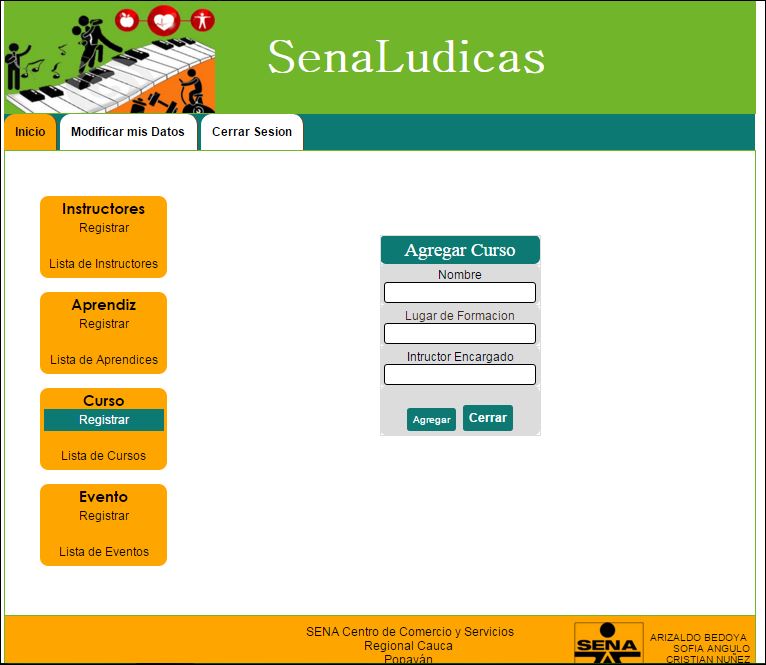 SenaLudicas
Inicio
Modificar mis Datos
Cerrar Sesion
Instructores
Registrar
Lista de Instructores
Aprendiz
Registrar
Lista de Aprendices
Curso
Registrar
Lista de Cursos
Evento
Registrar
Lista de Eventos
Agregar Curso
Nombre
Lugar de Formacion
Intructor Encargado
Agregar
Cerrar
SENA Centro de Comercio y Servicios
Regional Cauca
Popayán
SENA
ARIZALDO BEDOYA
SOFIA ANGULO
CRISTIAN NUÑEZ